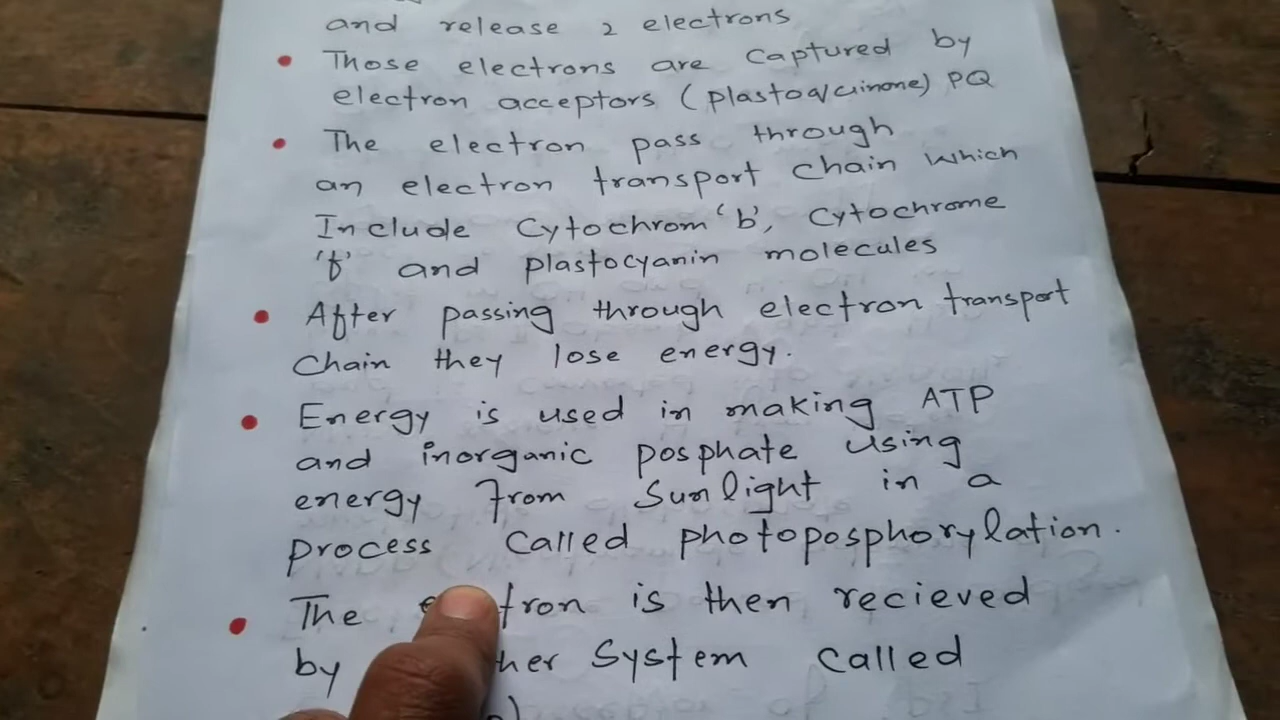 and release 2 electrons
• Those electrons are captured by
electron acceptors (plastoquinone) PQ
• The electron pass through
an electron transport chain which
Include Cytochrom 'b', Cytochrome
'f' and plastocyanin molecules
• After passing through electron transport
Chain they lose energy.
• Energy is used in making ATP
and inorganic posphate using
energy from Sunlight in a
process called photoposphorylation.
• The is then recieved
by System called